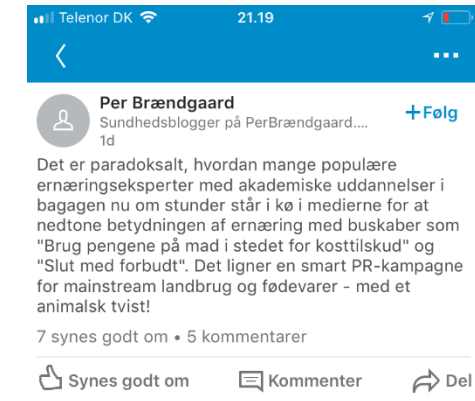 Telenor DK
21.19
Per Brændgaard
Sundhedsblogger på PerBrændgaard....
1d
+Følg
Det er paradoksalt, hvordan mange populære
ernæringseksperter med akademiske uddannelser i
bagagen nu om stunder står i kø i medierne for at
nedtone betydningen af ernæring med buskaber som
"Brug pengene på mad i stedet for kosttilskud" og
"Slut med forbudt". Det ligner en smart PR-kampagne
for mainstream landbrug og fødevarer - med et
animalsk tvist!
7 synes godt om • 5 kommentarer
Synes godt om
Kommenter
Del